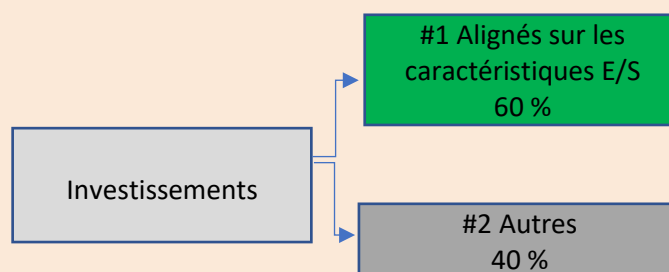 #1 Alignés sur les
caractéristiques E/S
60 %
Investissements
#2 Autres
40 %